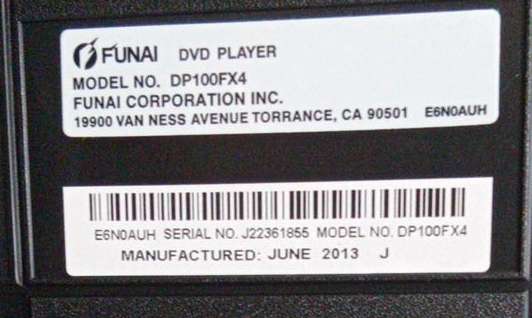 FUNAI DVD PLAYER
MODEL NO. DP100FX4
FUNAI CORPORATION INC.
19900 VAN NESS AVENUE TORRANCE, CA 90501 E6N0AUH
E6N0AUH SERIAL NO. J22361855 MODEL NO. DP100FX4
MANUFACTURED: JUNE 2013 J